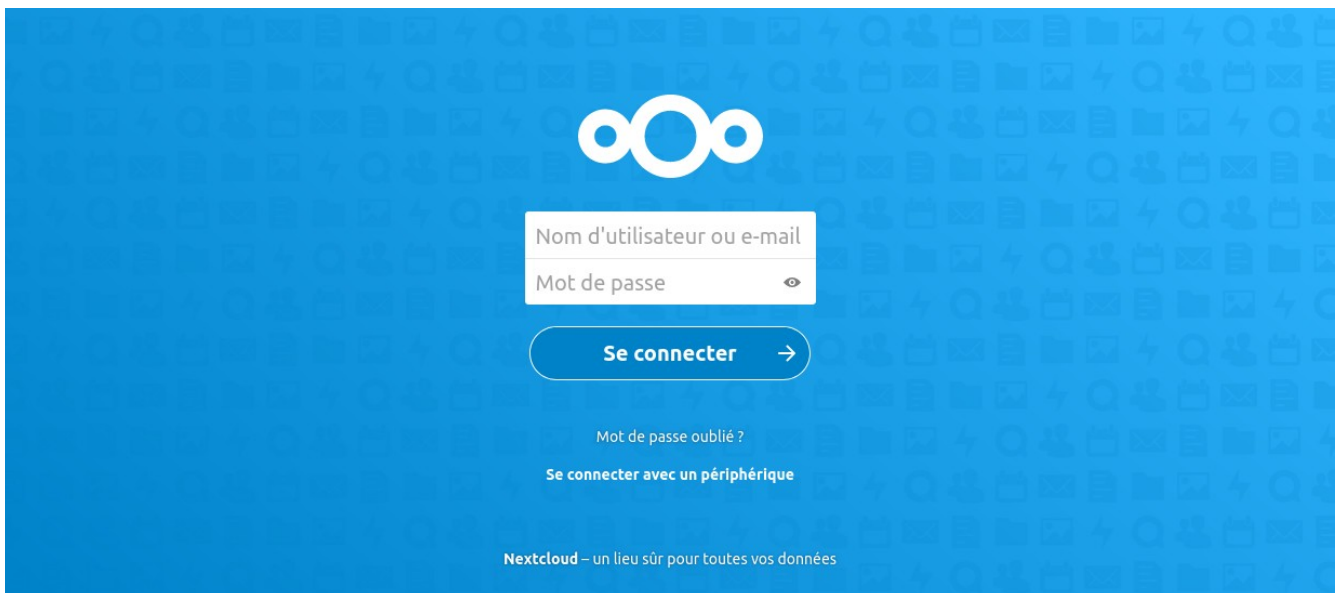 Nom d'utilisateur ou e-mail
Mot de passe
Se connecter
Mot de passe oublié ?
Se connecter avec un périphérique
Nextcloud – un lieu sûr pour toutes vos données